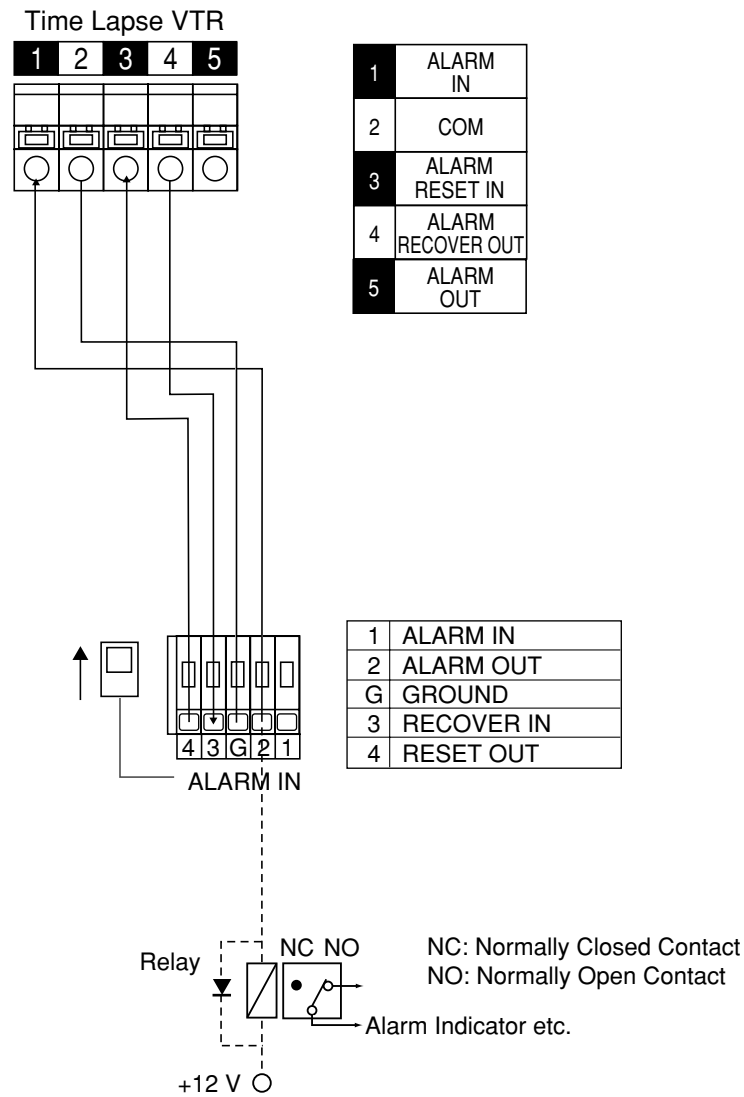 Time Lapse VTR
1 2 3 4 5
1 ALARM
IN
2 COM
3 ALARM
RESET IN
4 ALARM
RECOVER OUT
5 ALARM
OUT
1 ALARM IN
2 ALARM OUT
G GROUND
3 RECOVER IN
4 RESET OUT
4 3 G 2 1
ALARM IN
Relay
NC NO
NC: Normally Closed Contact
NO: Normally Open Contact
Alarm Indicator etc.
+12 V